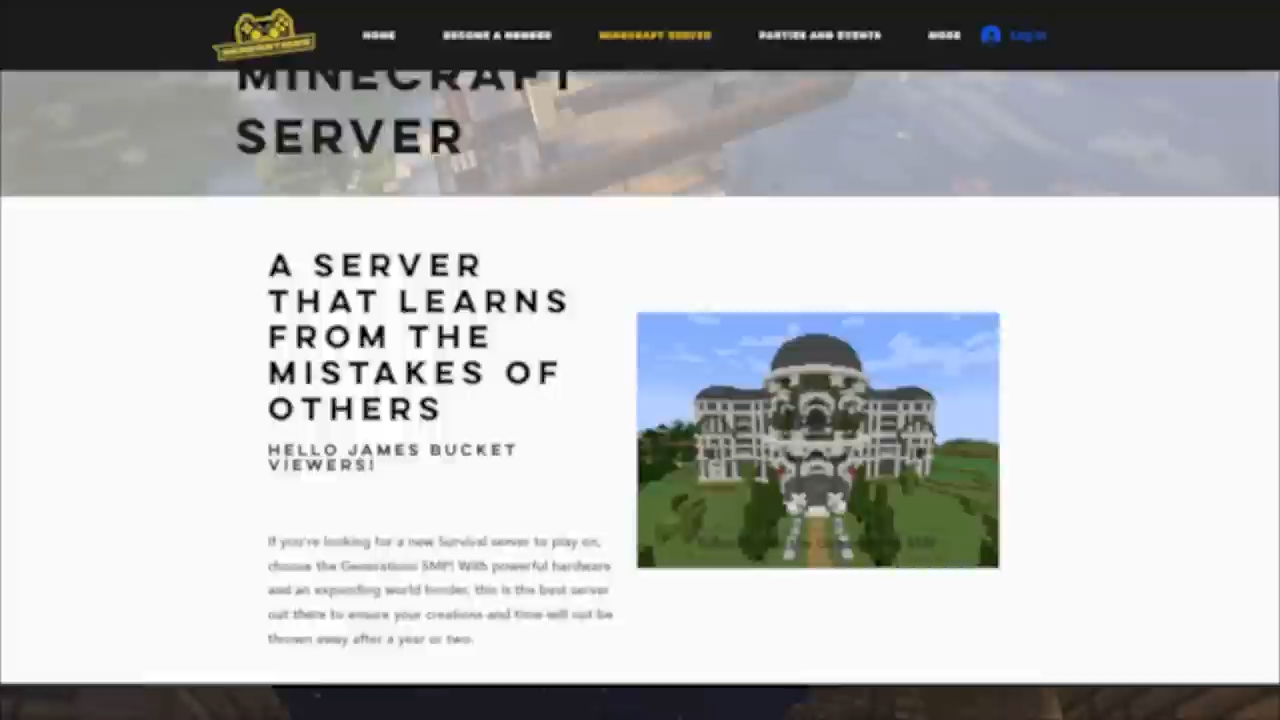 HOME
BECOME A MEMBER
MINECRAFT SERVER
PARTIES AND EVENTS
MORE
Log In
MINECRAFT
SERVER
A SERVER
THAT LEARNS
FROM THE
MISTAKES OF
OTHERS
HELLO JAMES BUCKET
VIEWERS!
If you're looking for a new Survival server to play on,
choose the Generations SMP! With powerful hardware
and an expanding world border, this is the best server
out there to ensure your creations and time will not be
thrown away after a year or two.